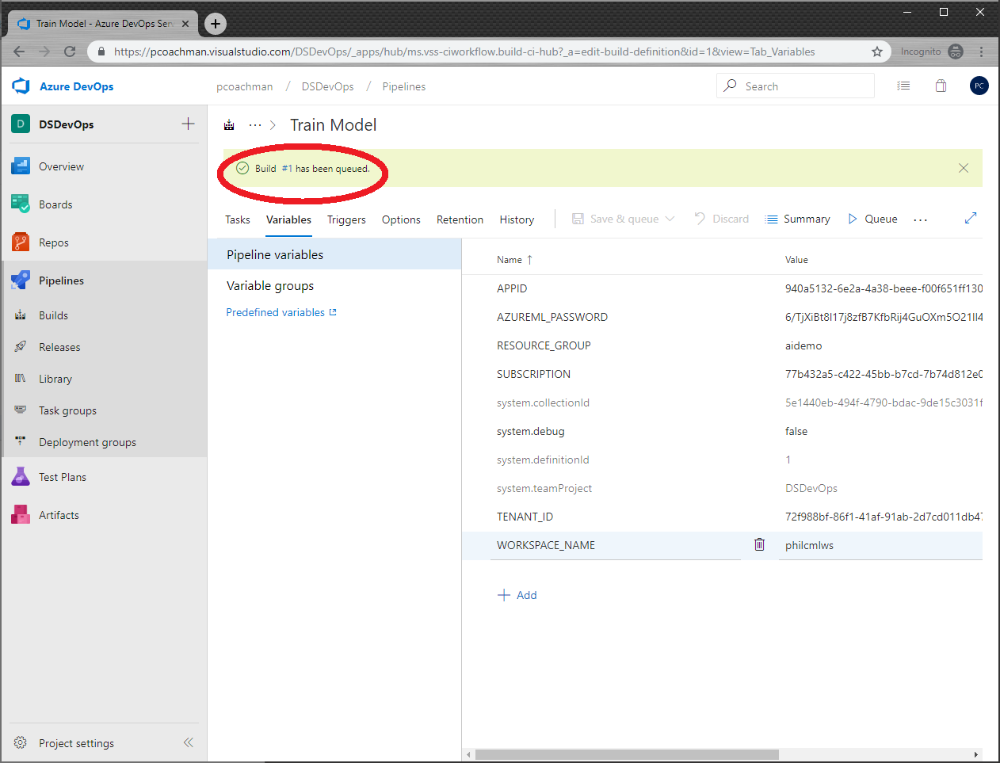 Train Model - Azure DevOps Serv
https://pcoachman.visualstudio.com/DSDevOps/_apps/hub/ms.vss-ciworkflow.build-ci-hub?_a=edit-build-definition&id=1&view=Tab_Variables
Incognito
Azure DevOps
pcoachman / DSDevOps / Pipelines
Search
PC
D DSDevOps
Overview
Boards
Repos
Pipelines
Builds
Releases
Library
Task groups
Deployment groups
Test Plans
Artifacts
Project settings
... > Train Model
Build #1 has been queued.
Tasks Variables Triggers Options Retention History Save & queue Discard Summary Queue ...
Pipeline variables
Variable groups
Predefined variables
Name ↑ Value
APPID 940a5132-6e2a-4a38-beee-f00f651ff130
AZUREML_PASSWORD
RESOURCE_GROUP aidemo
SUBSCRIPTION 77b432a5-c422-45bb-b7cd-7b74d812e0
system.collectionId 5e1440eb-494f-4790-bdac-9de15c3031f
system.debug false
system.definitionId 1
system.teamProject DSDevOps
TENANT_ID 72f988bf-86f1-41af-91ab-2d7cd011db47
WORKSPACE_NAME philcmlws
+ Add